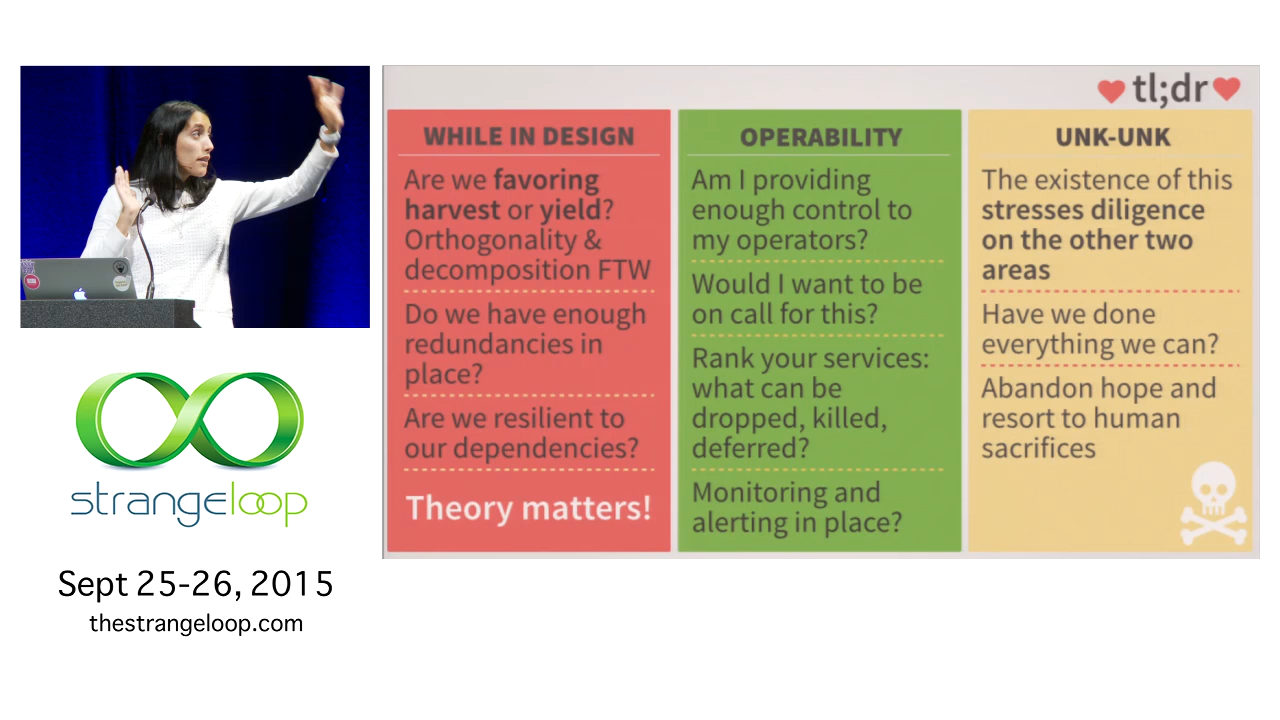 ♥ tl;dr ♥
WHILE IN DESIGN
Are we favoring
harvest or yield?
Orthogonality &
decomposition FTW
Do we have enough
redundancies in
place?
Are we resilient to
our dependencies?
Theory matters!
OPERABILITY
Am I providing
enough control to
my operators?
Would I want to be
on call for this?
Rank your services:
what can be
dropped, killed,
deferred?
Monitoring and
alerting in place?
UNK-UNK
The existence of this
stresses diligence
on the other two
areas
Have we done
everything we can?
Abandon hope and
resort to human
sacrifices
strangeloop
Sept 25-26, 2015
thestrangeloop.com